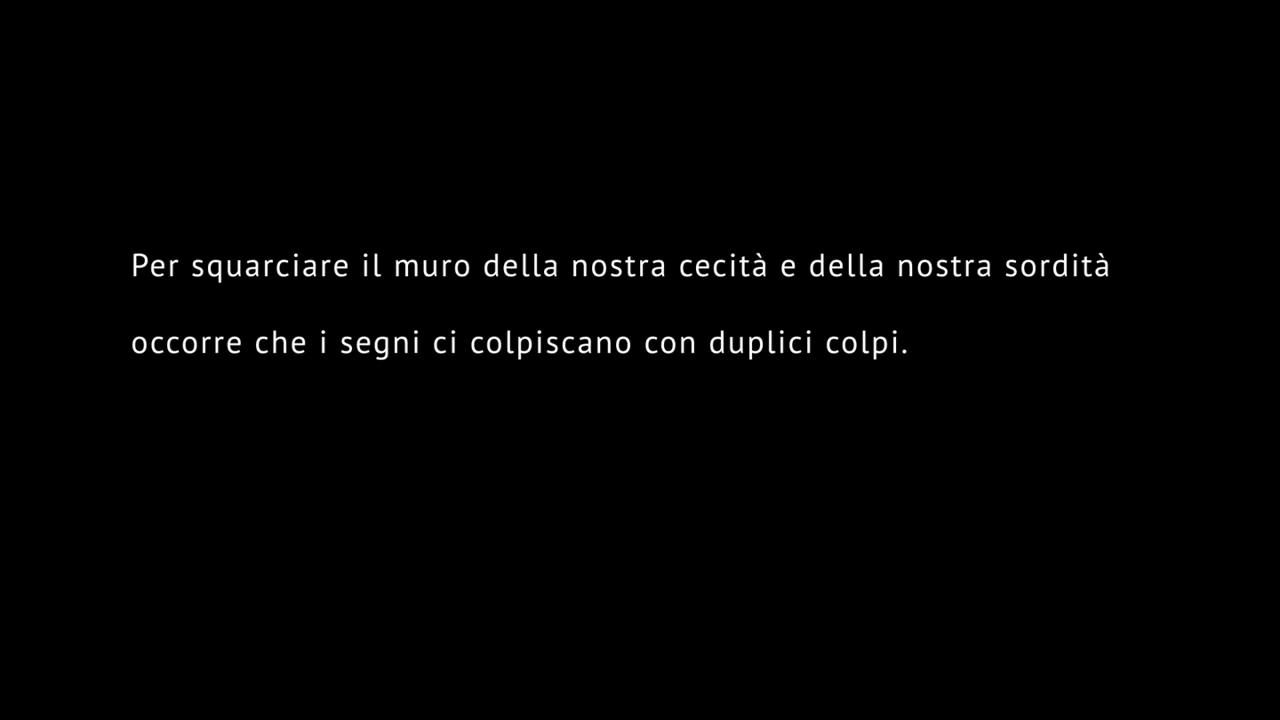 Per squarciare il muro della nostra cecità e della nostra sordità
occorre che i segni ci colpiscano con duplici colpi.